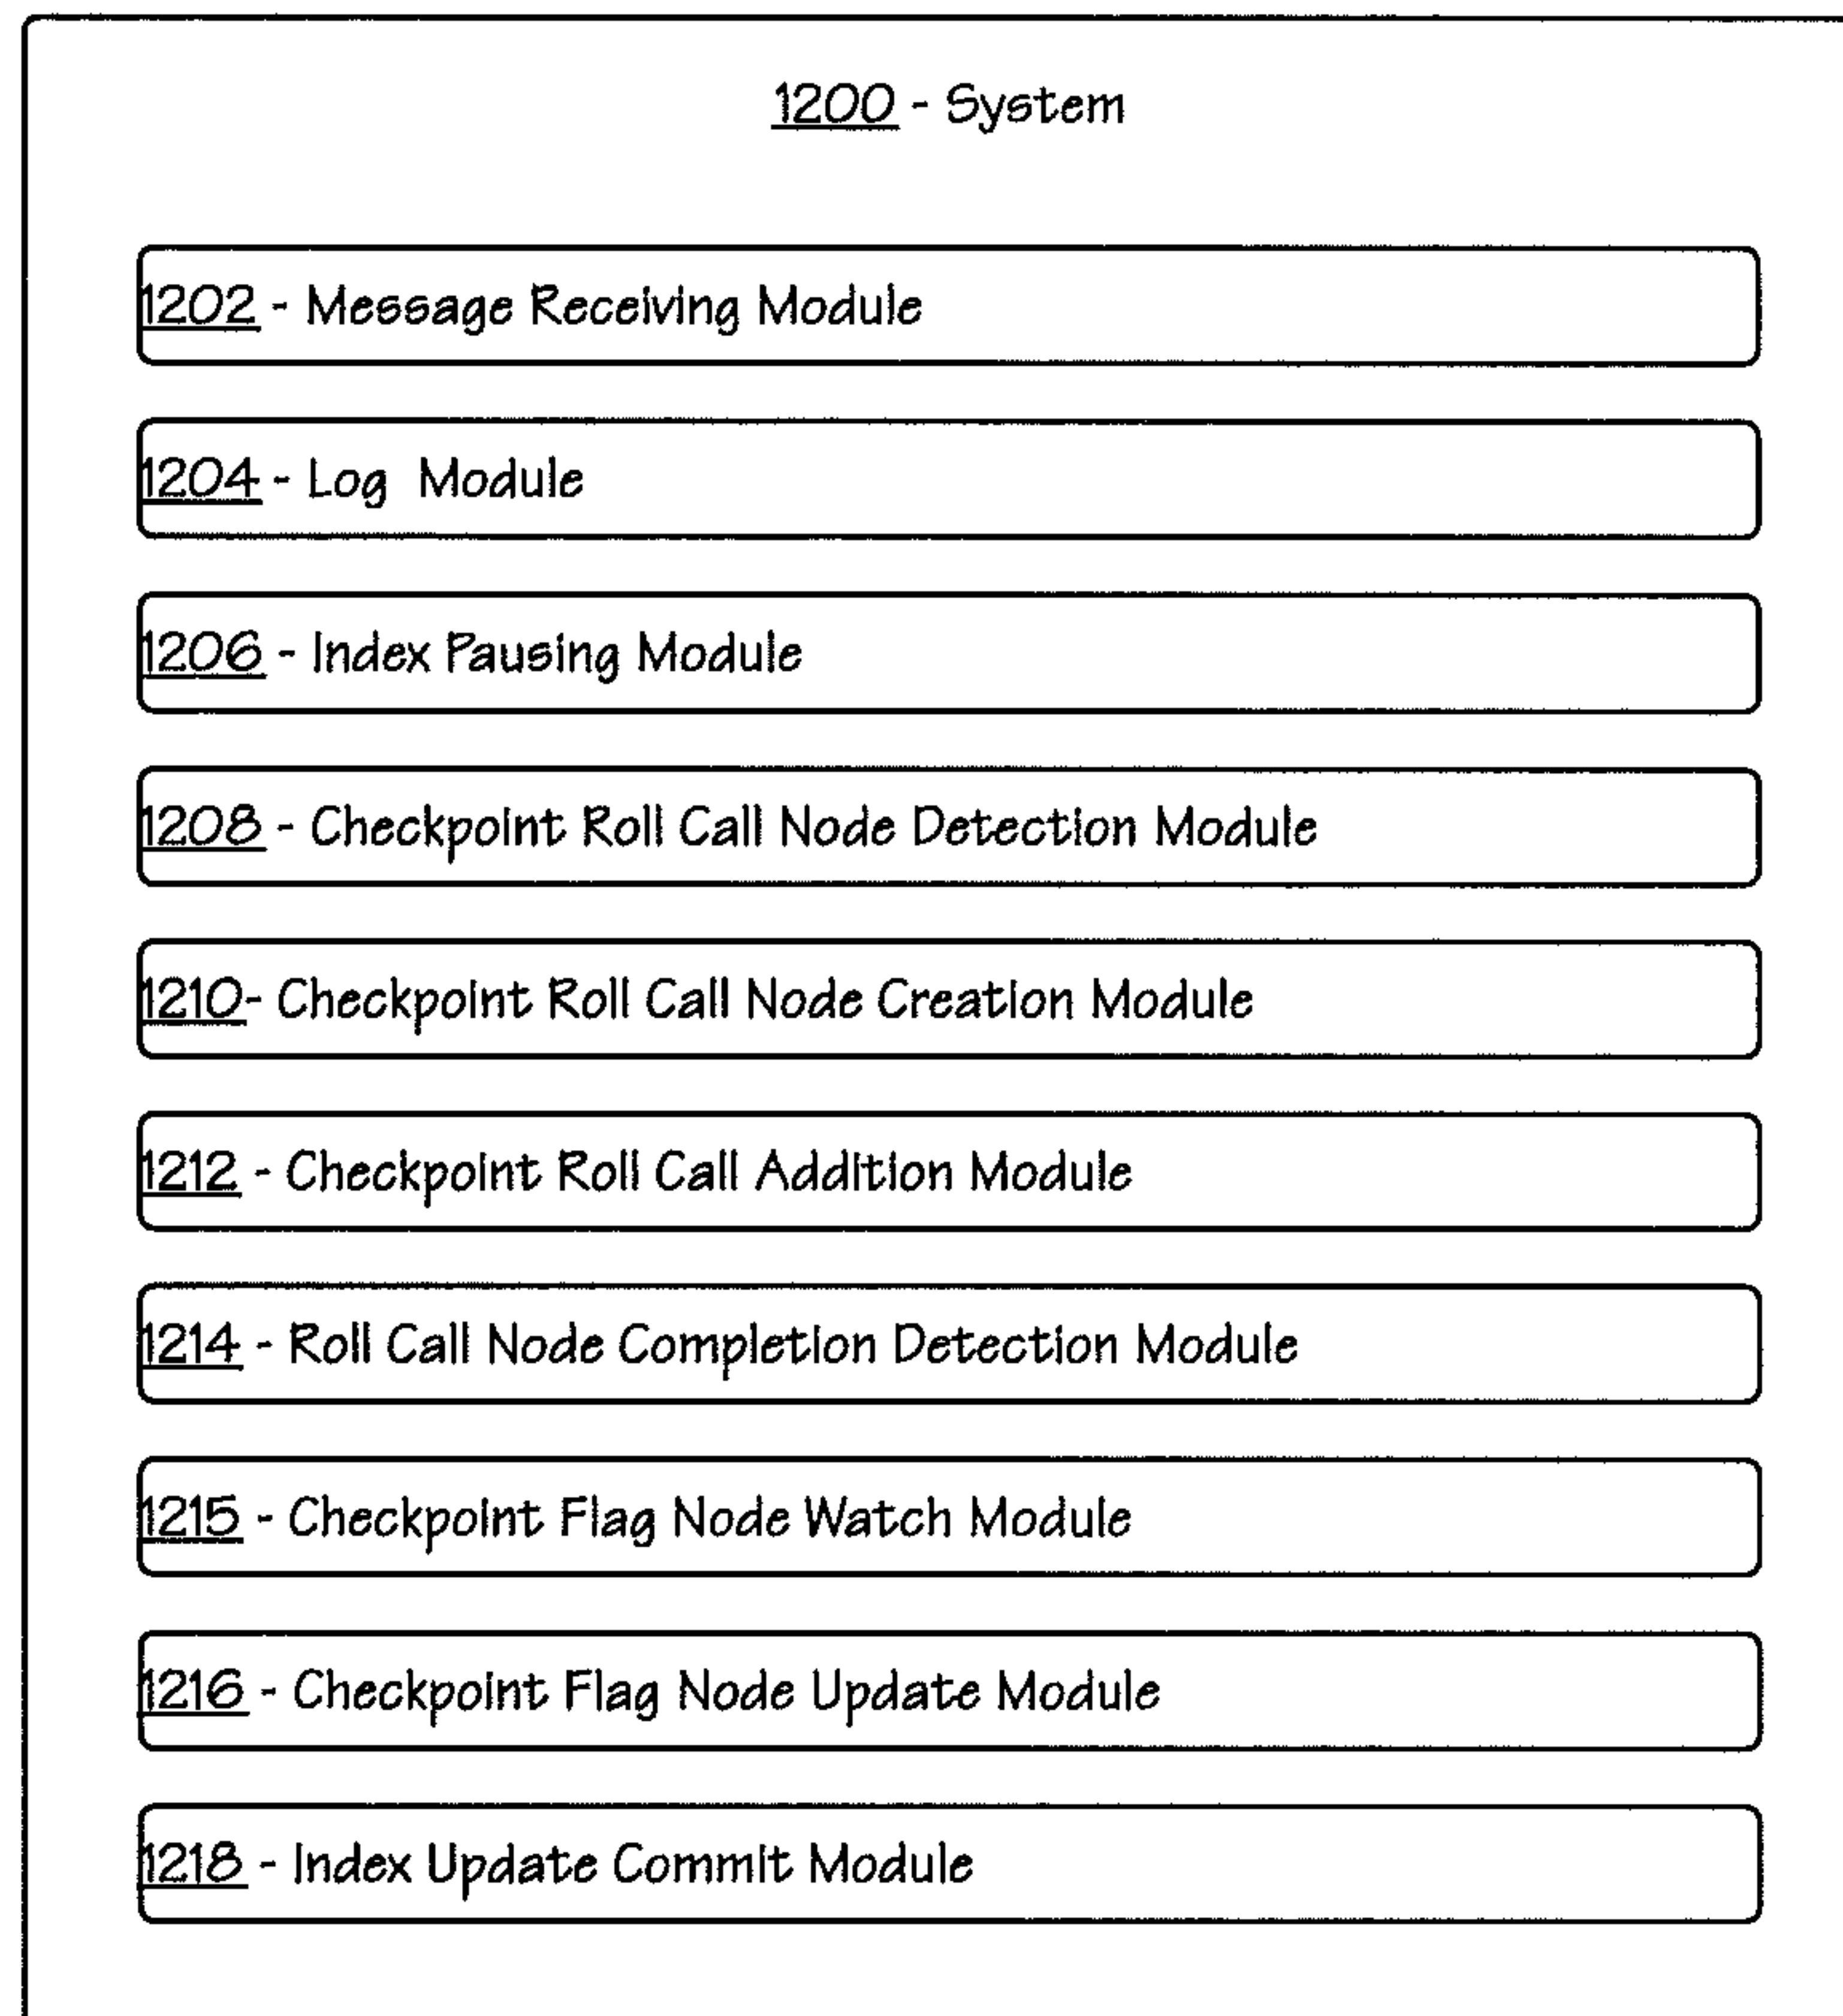 1200 - System
1202 - Message Receiving Module
1204 - Log Module
1206 - Index Pausing Module
1208 - Checkpoint Roll Call Node Detection Module
1210- Checkpoint Roll Call Node Creation Module
1212 - Checkpoint Roll Call Addition Module
1214 - Roll Call Node Completion Detection Module
1215 - Checkpoint Flag Node Watch Module
1216 - Checkpoint Flag Node Update Module
1218 - Index Update Commit Module